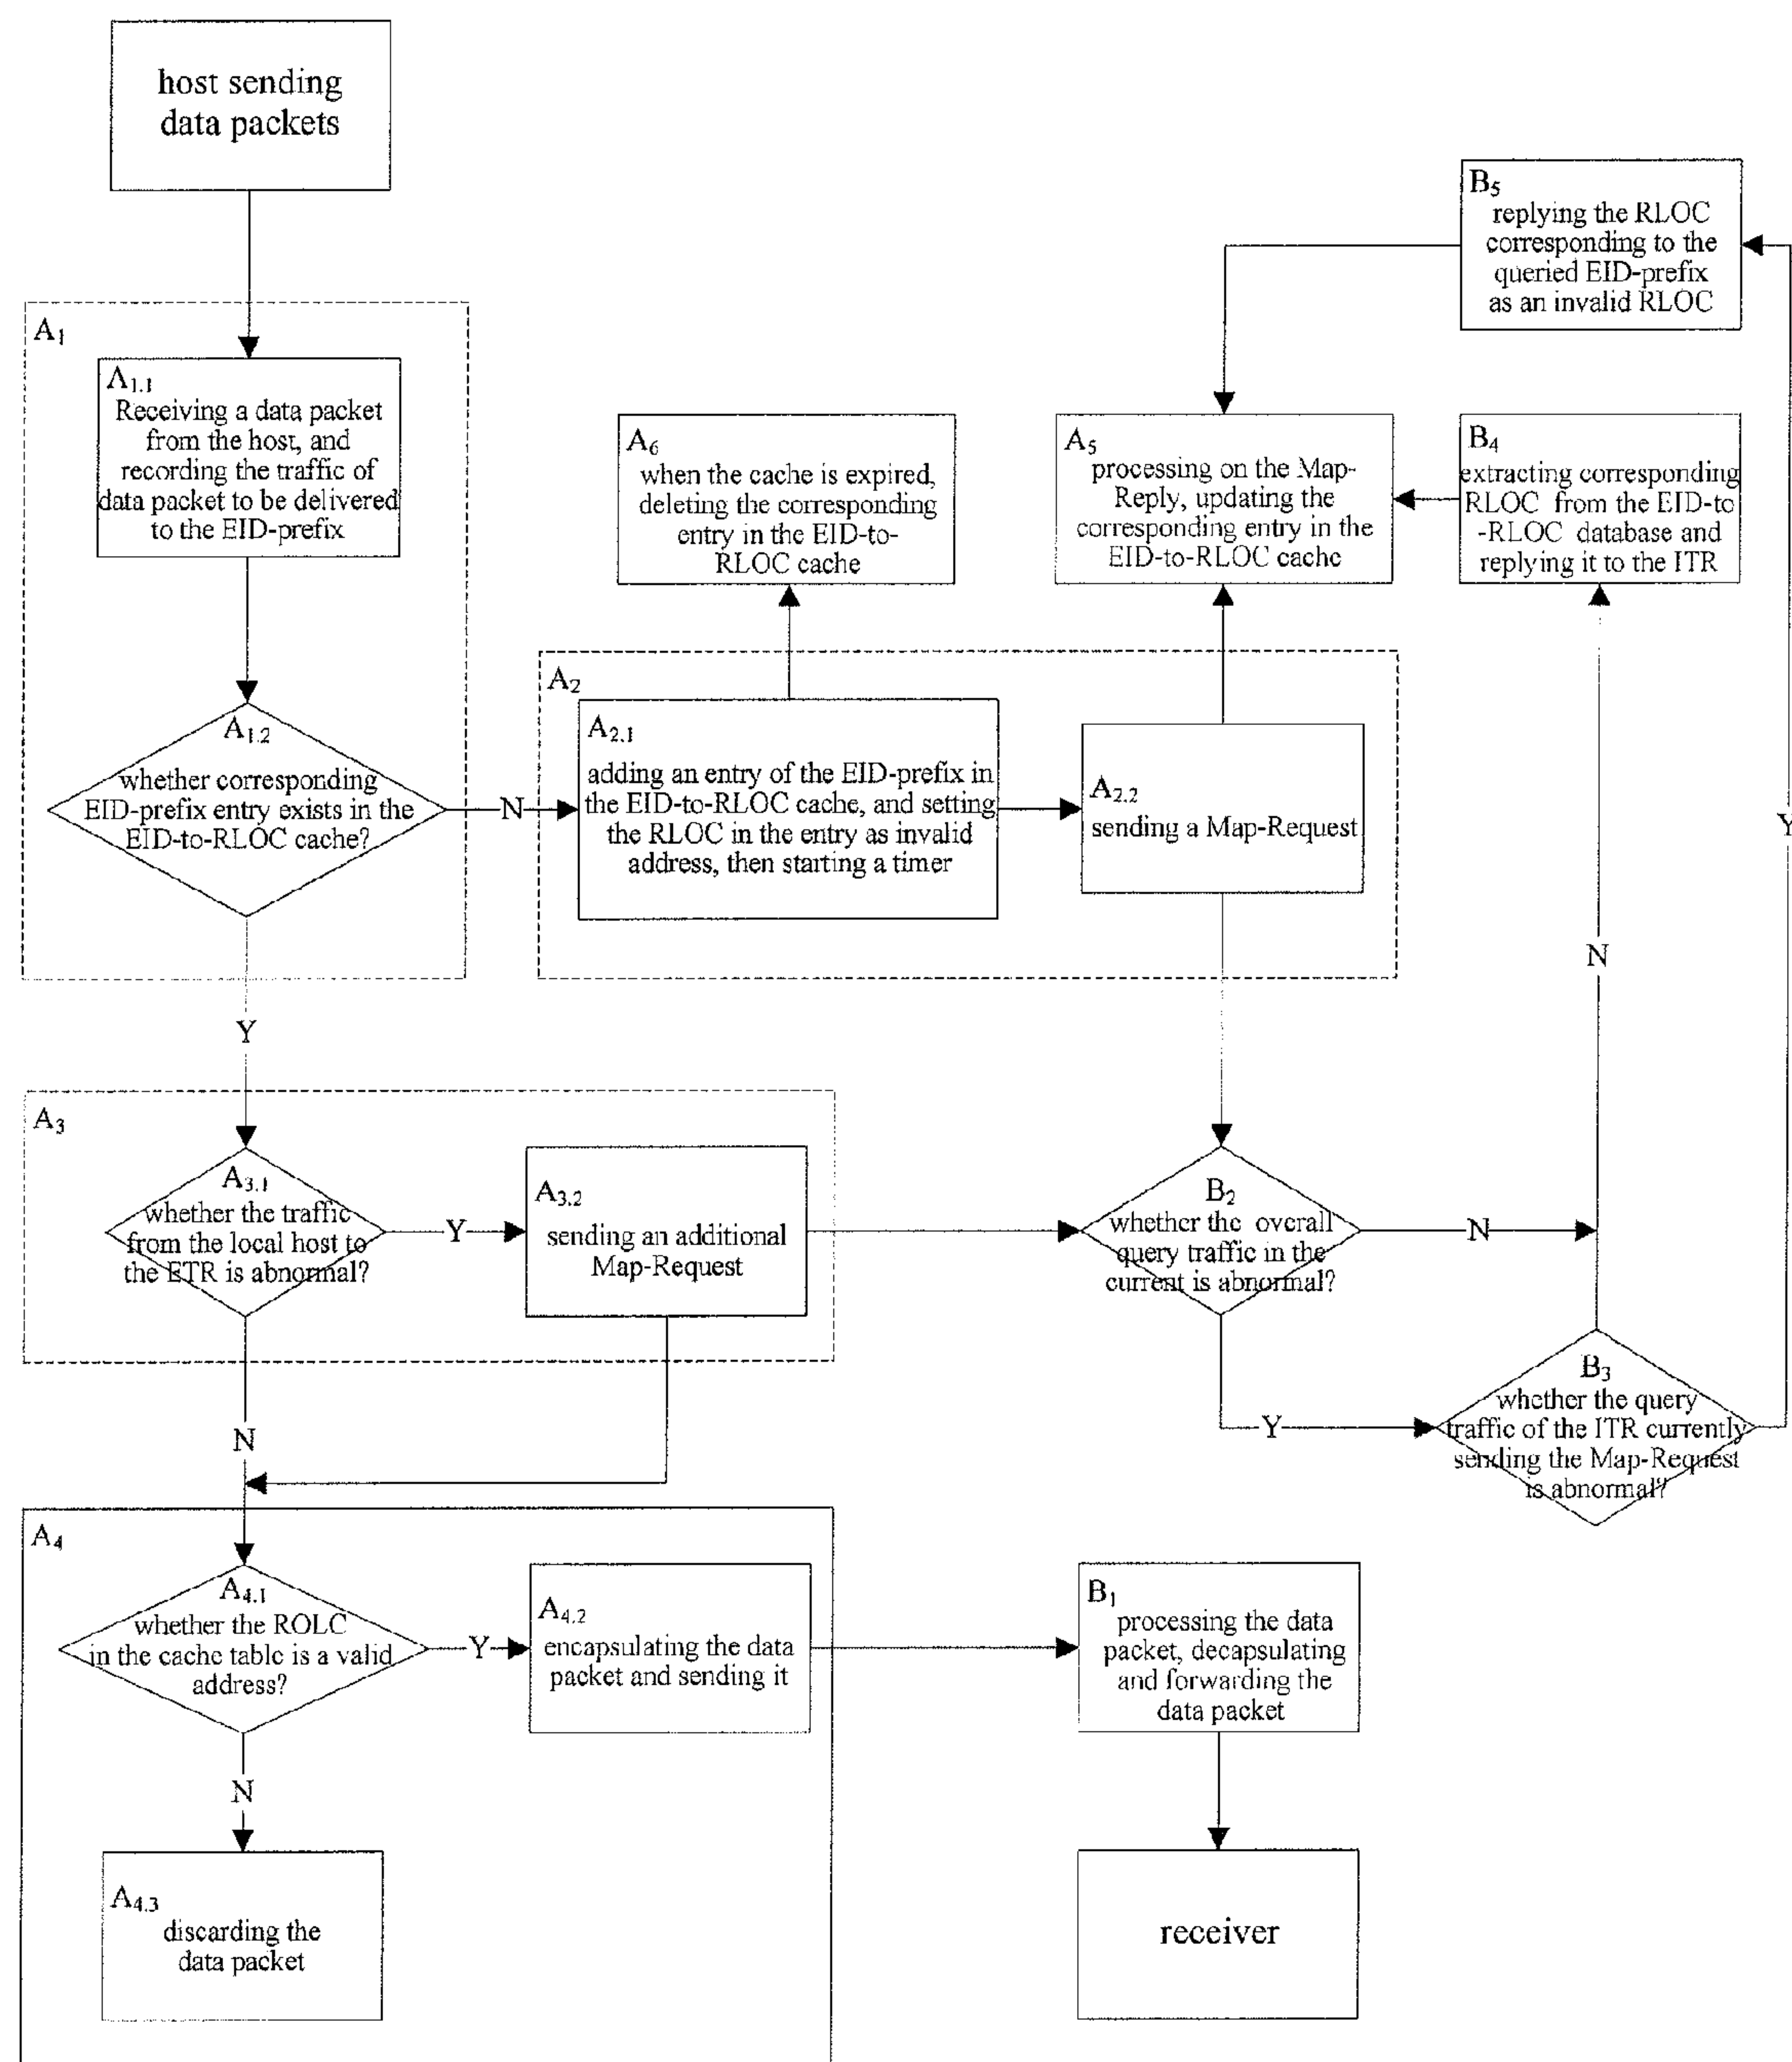 host sending
data packets
A1
A1.1
Receiving a data packet
from the host, and
recording the traffic of
data packet to be delivered
to the EID-prefix
A1.2
whether corresponding
EID-prefix entry exists in the
EID-to-RLOC cache?
N
Y
A6
when the cache is expired,
deleting the corresponding
entry in the EID-to-
RLOC cache
A5
processing on the Map-
Reply, updating the
corresponding entry in the
EID-to-RLOC cache
B5
replying the RLOC
corresponding to the
queried EID-prefix
as an invalid RLOC
B4
extracting corresponding
RLOC from the EID-to
-RLOC database and
replying it to the ITR
A2
A2.1
adding an entry of the EID-prefix in
the EID-to-RLOC cache, and setting
the RLOC in the entry as invalid
address, then starting a timer
A2.2
sending a Map-Request
Y
N
A3
A3.1
whether the traffic
from the local host to
the ETR is abnormal?
Y
A3.2
sending an additional
Map-Request
B2
whether the overall
query traffic in the
current is abnormal?
N
Y
B3
whether the query
traffic of the ITR currently
sending the Map-Request
is abnormal?
N
A4
A4.1
whether the ROLC
in the cache table is a valid
address?
Y
A4.2
encapsulating the data
packet and sending it
B1
processing the data
packet, decapsulating
and forwarding the
data packet
N
A4.3
discarding the
data packet
receiver